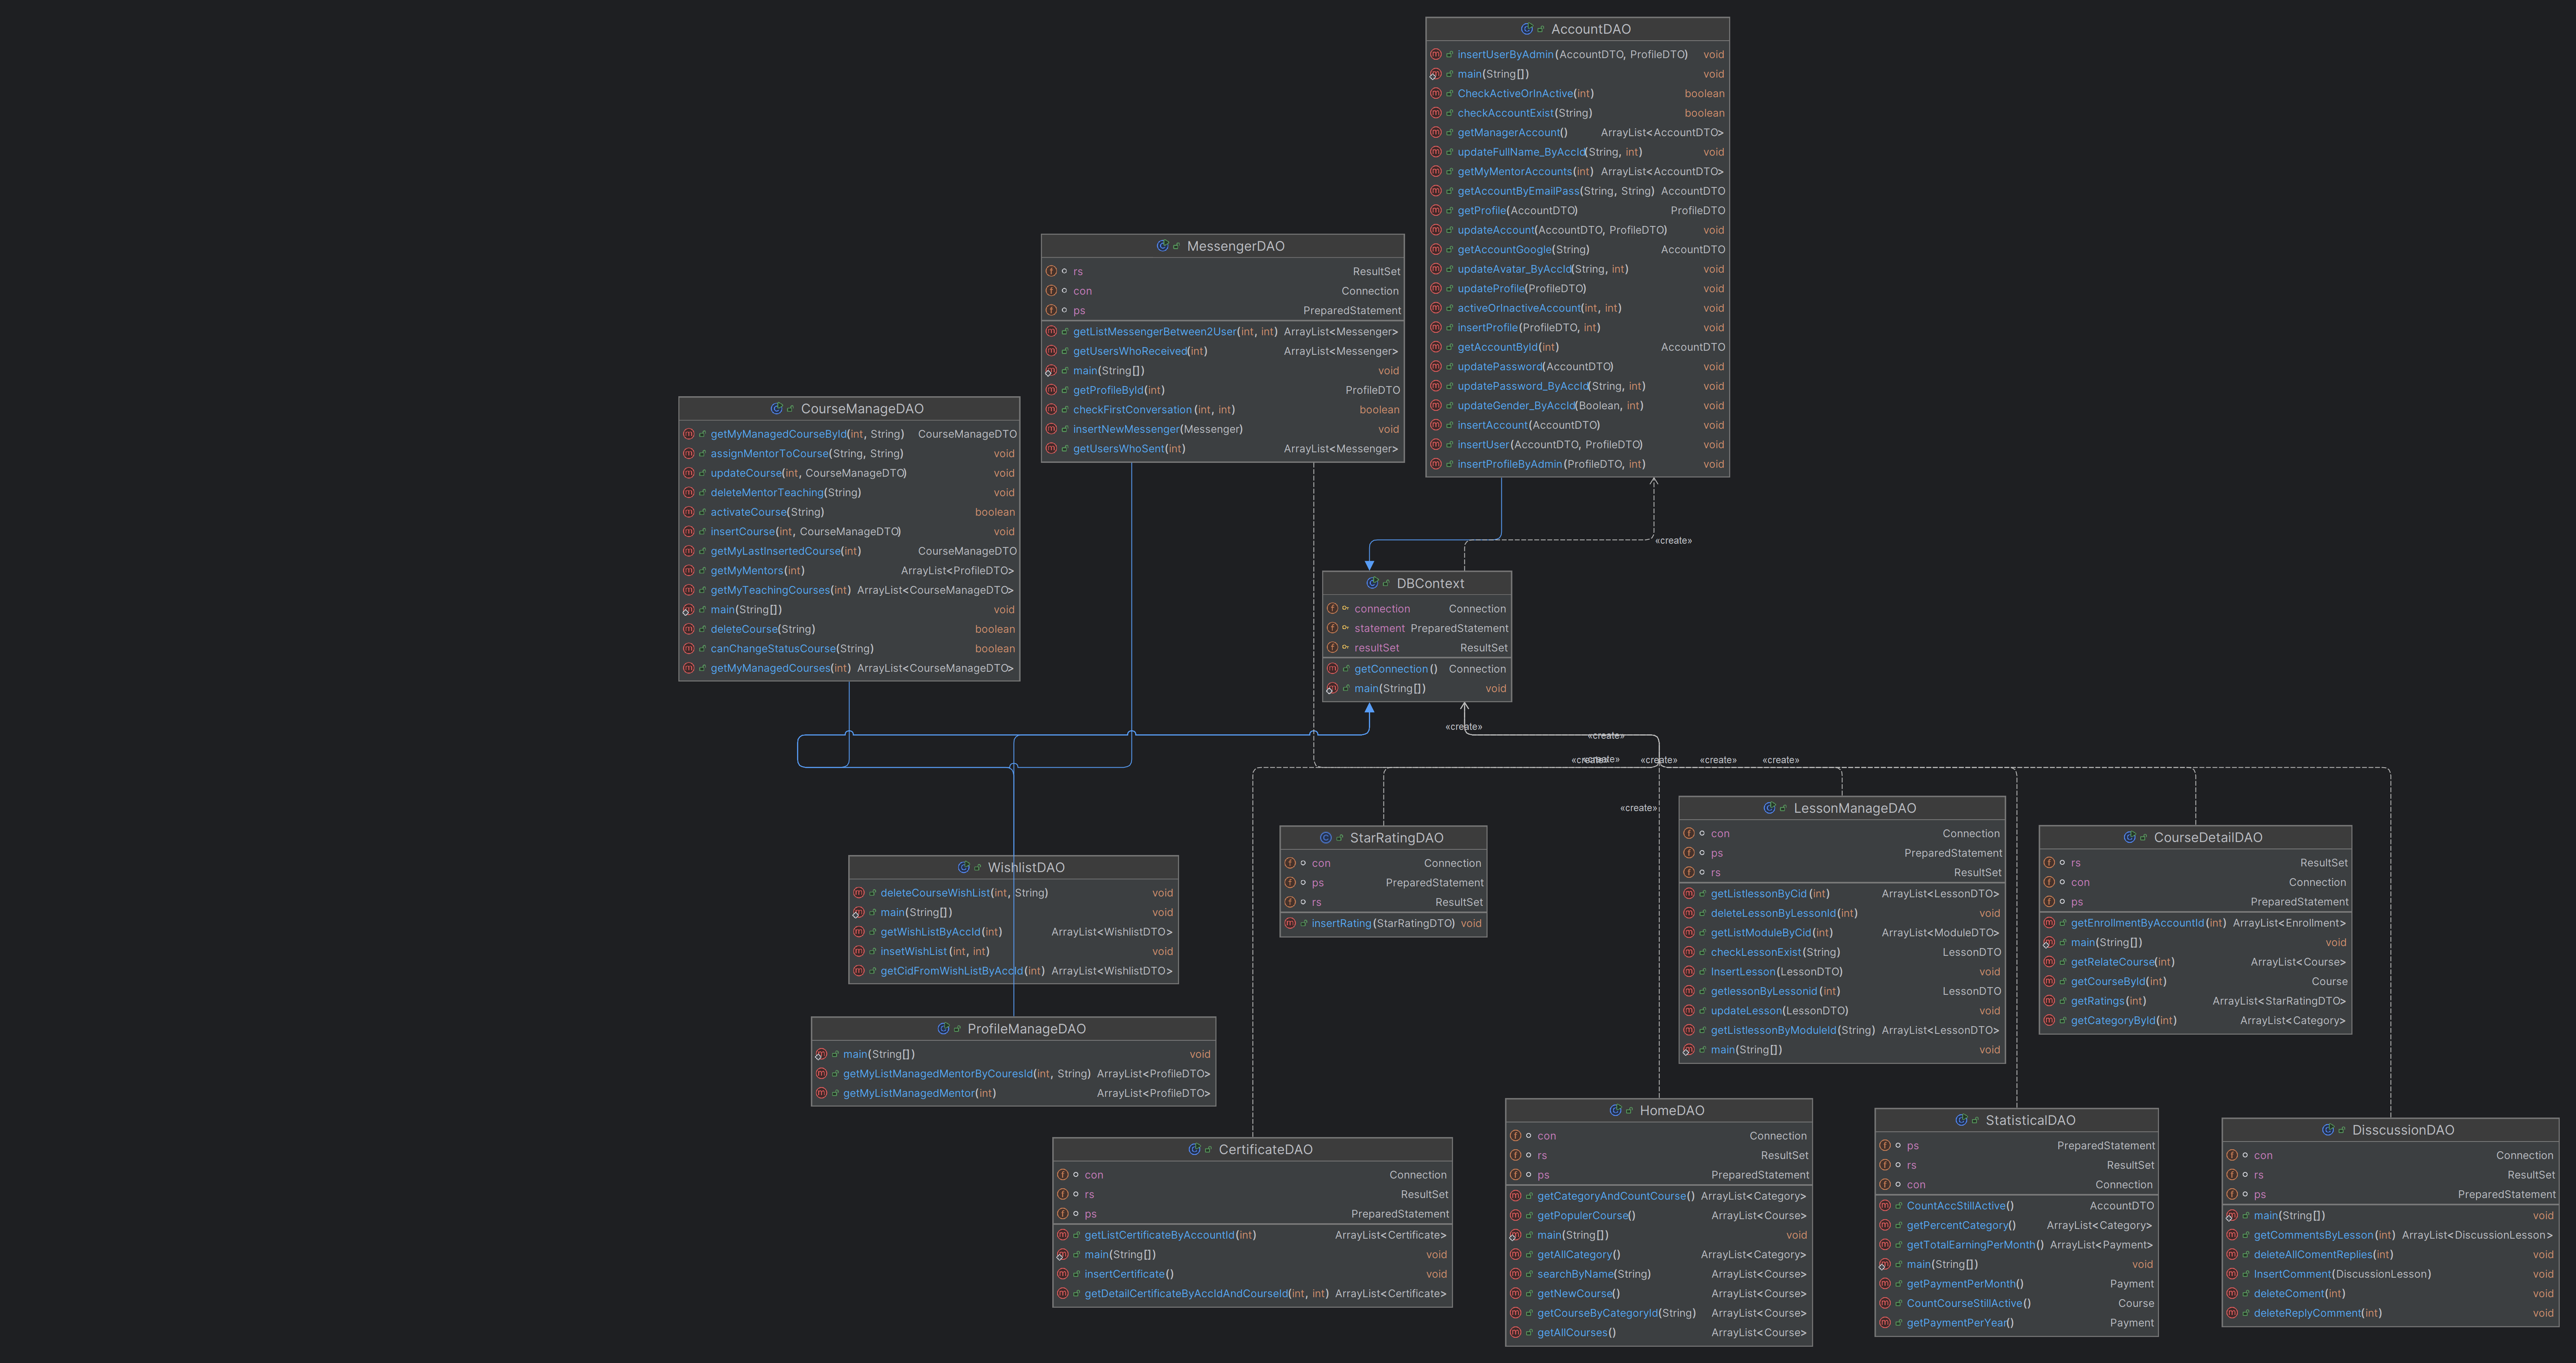 AccountDAO
insertUserByAdmin(AccountDTO, ProfileDTO) void
main(String[]) void
CheckActiveOrInActive(int) boolean
checkAccountExist(String) boolean
getManagerAccount() ArrayList<AccountDTO>
updateFullName_ByAccId(String, int) void
getMyMentorAccounts(int) ArrayList<AccountDTO>
getAccountByEmailPass(String, String) AccountDTO
getProfile(AccountDTO) ProfileDTO
updateAccount(AccountDTO, ProfileDTO) void
getAccountGoogle(String) AccountDTO
updateAvatar_ByAccId(String, int) void
updateProfile(ProfileDTO) void
activeOrInactiveAccount(int, int) void
insertProfile(ProfileDTO, int) void
getAccountById(int) AccountDTO
updatePassword(AccountDTO) void
updatePassword_ByAccId(String, int) void
updateGender_ByAccId(Boolean, int) void
insertAccount(AccountDTO) void
insertUser(AccountDTO, ProfileDTO) void
insertProfileByAdmin(ProfileDTO, int) void
MessengerDAO
rs ResultSet
con Connection
ps PreparedStatement
getListMessengerBetween2User(int, int) ArrayList<Messenger>
getUsersWhoReceived(int) ArrayList<Messenger>
main(String[]) void
getProfileById(int) ProfileDTO
checkFirstConversation (int, int) boolean
insertNewMessenger(Messenger) void
getUsersWhoSent(int) ArrayList<Messenger>
CourseManageDAO
getMyManagedCourseById(int, String) CourseManageDTO
assignMentorToCourse(String, String) void
updateCourse(int, CourseManageDTO) void
deleteMentorTeaching(String) void
activateCourse(String) boolean
insertCourse(int, CourseManageDTO) void
getMyLastInsertedCourse(int) CourseManageDTO
getMyMentors(int) ArrayList<ProfileDTO>
getMyTeachingCourses(int) ArrayList<CourseManageDTO>
main(String[]) void
deleteCourse(String) boolean
canChangeStatusCourse(String) boolean
getMyManagedCourses(int) ArrayList<CourseManageDTO>
«create»
DBContext
connection Connection
statement PreparedStatement
resultSet ResultSet
getConnection() Connection
main(String[]) void
«create»
«create»
«create»
«create»
«create»
«create»
«create»
«create»
LessonManageDAO
con Connection
ps PreparedStatement
rs ResultSet
getListlessonByCid(int) ArrayList<LessonDTO>
deleteLessonByLessonId(int) void
getListModuleByCid(int) ArrayList<ModuleDTO>
checkLessonExist(String) LessonDTO
InsertLesson(LessonDTO) void
getlessonByLessonid (int) LessonDTO
updateLesson(LessonDTO) void
getListlessonByModuleId(String) ArrayList<LessonDTO>
main(String[]) void
StarRatingDAO
con Connection
ps PreparedStatement
rs ResultSet
insertRating(StarRatingDTO) void
CourseDetailDAO
rs ResultSet
con Connection
ps PreparedStatement
getEnrollmentByAccountId(int) ArrayList<Enrollment>
main(String[]) void
getRelateCourse(int) ArrayList<Course>
getCourseById(int) Course
getRatings(int) ArrayList<StarRatingDTO>
getCategoryById(int) ArrayList<Category>
WishlistDAO
deleteCourseWishList(int, String) void
main(String[]) void
getWishListByAccId(int) ArrayList<WishlistDTO>
insetWishList (int, int) void
getCidFromWishListByAccId(int) ArrayList<WishlistDTO>
ProfileManageDAO
main(String[]) void
getMyListManagedMentorByCouresId(int, String) ArrayList<ProfileDTO>
getMyListManagedMentor(int) ArrayList<ProfileDTO>
CertificateDAO
con Connection
rs ResultSet
ps PreparedStatement
getListCertificateByAccountId(int) ArrayList<Certificate>
main(String[]) void
insertCertificate() void
getDetailCertificateByAccIdAndCourseId(int, int) ArrayList<Certificate>
HomeDAO
con Connection
rs ResultSet
ps PreparedStatement
getCategoryAndCountCourse() ArrayList<Category>
getPopulerCourse() ArrayList<Course>
main(String[]) void
getAllCategory() ArrayList<Category>
searchByName(String) ArrayList<Course>
getNewCourse() ArrayList<Course>
getCourseByCategoryId(String) ArrayList<Course>
getAllCourses() ArrayList<Course>
StatisticalDAO
ps PreparedStatement
rs ResultSet
con Connection
CountAccStillActive() AccountDTO
getPercentCategory() ArrayList<Category>
getTotalEarningPerMonth() ArrayList<Payment>
main(String[]) void
getPaymentPerMonth() Payment
CountCourseStillActive() Course
getPaymentPerYear() Payment
DisscussionDAO
con Connection
rs ResultSet
ps PreparedStatement
main(String[]) void
getCommentsByLesson(int) ArrayList<DiscussionLesson>
deleteAllComentReplies(int) void
InsertComment(DiscussionLesson) void
deleteComent(int) void
deleteReplyComment(int) void